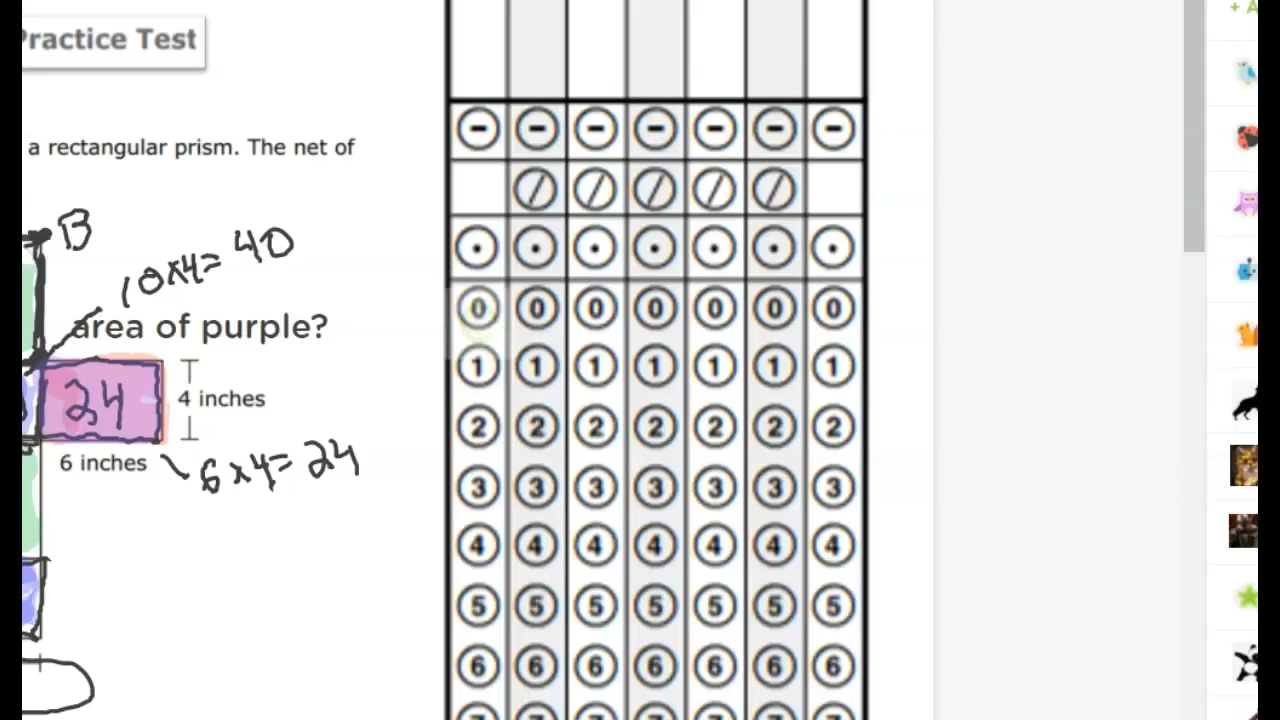 Practice Test
a rectangular prism. The net of
B
10x4= 40
area of purple?
24
4 inches
6 inches
6x4= 24
- - - - - - -
/ / / / /
. . . . . . .
0 0 0 0 0 0 0
1 1 1 1 1 1 1
2 2 2 2 2 2 2
3 3 3 3 3 3 3
4 4 4 4 4 4 4
5 5 5 5 5 5 5
6 6 6 6 6 6 6
+ A